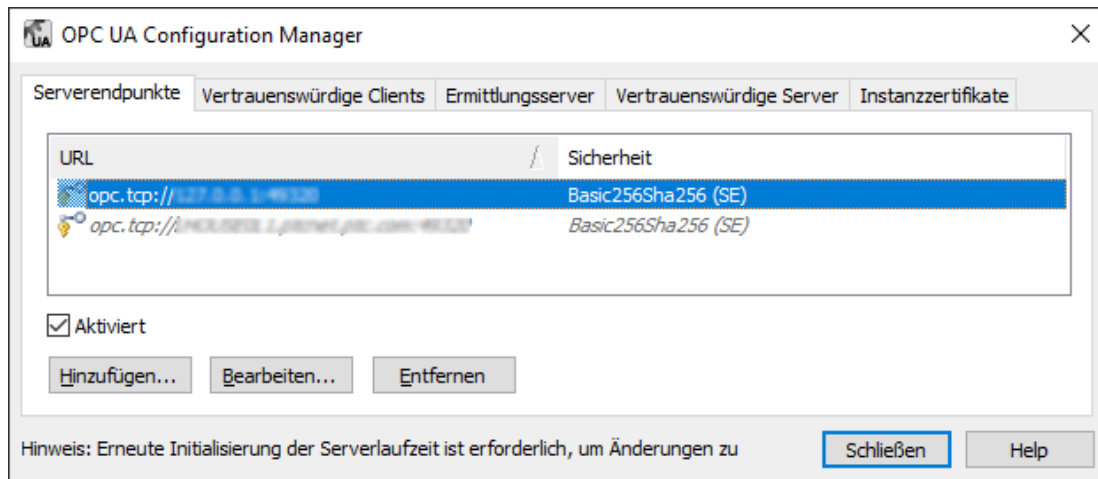 OPC UA Configuration Manager
Serverendpunkte Vertrauenswürdige Clients Ermittlungsserver Vertrauenswürdige Server Instanzzertifikate
URL Sicherheit
opc.tcp:// Basic256Sha256 (SE)
opc.tcp:// Basic256Sha256 (SE)
Aktiviert
Hinzufügen... Bearbeiten... Entfernen
Hinweis: Erneute Initialisierung der Serverlaufzeit ist erforderlich, um Änderungen zu Schließen Help